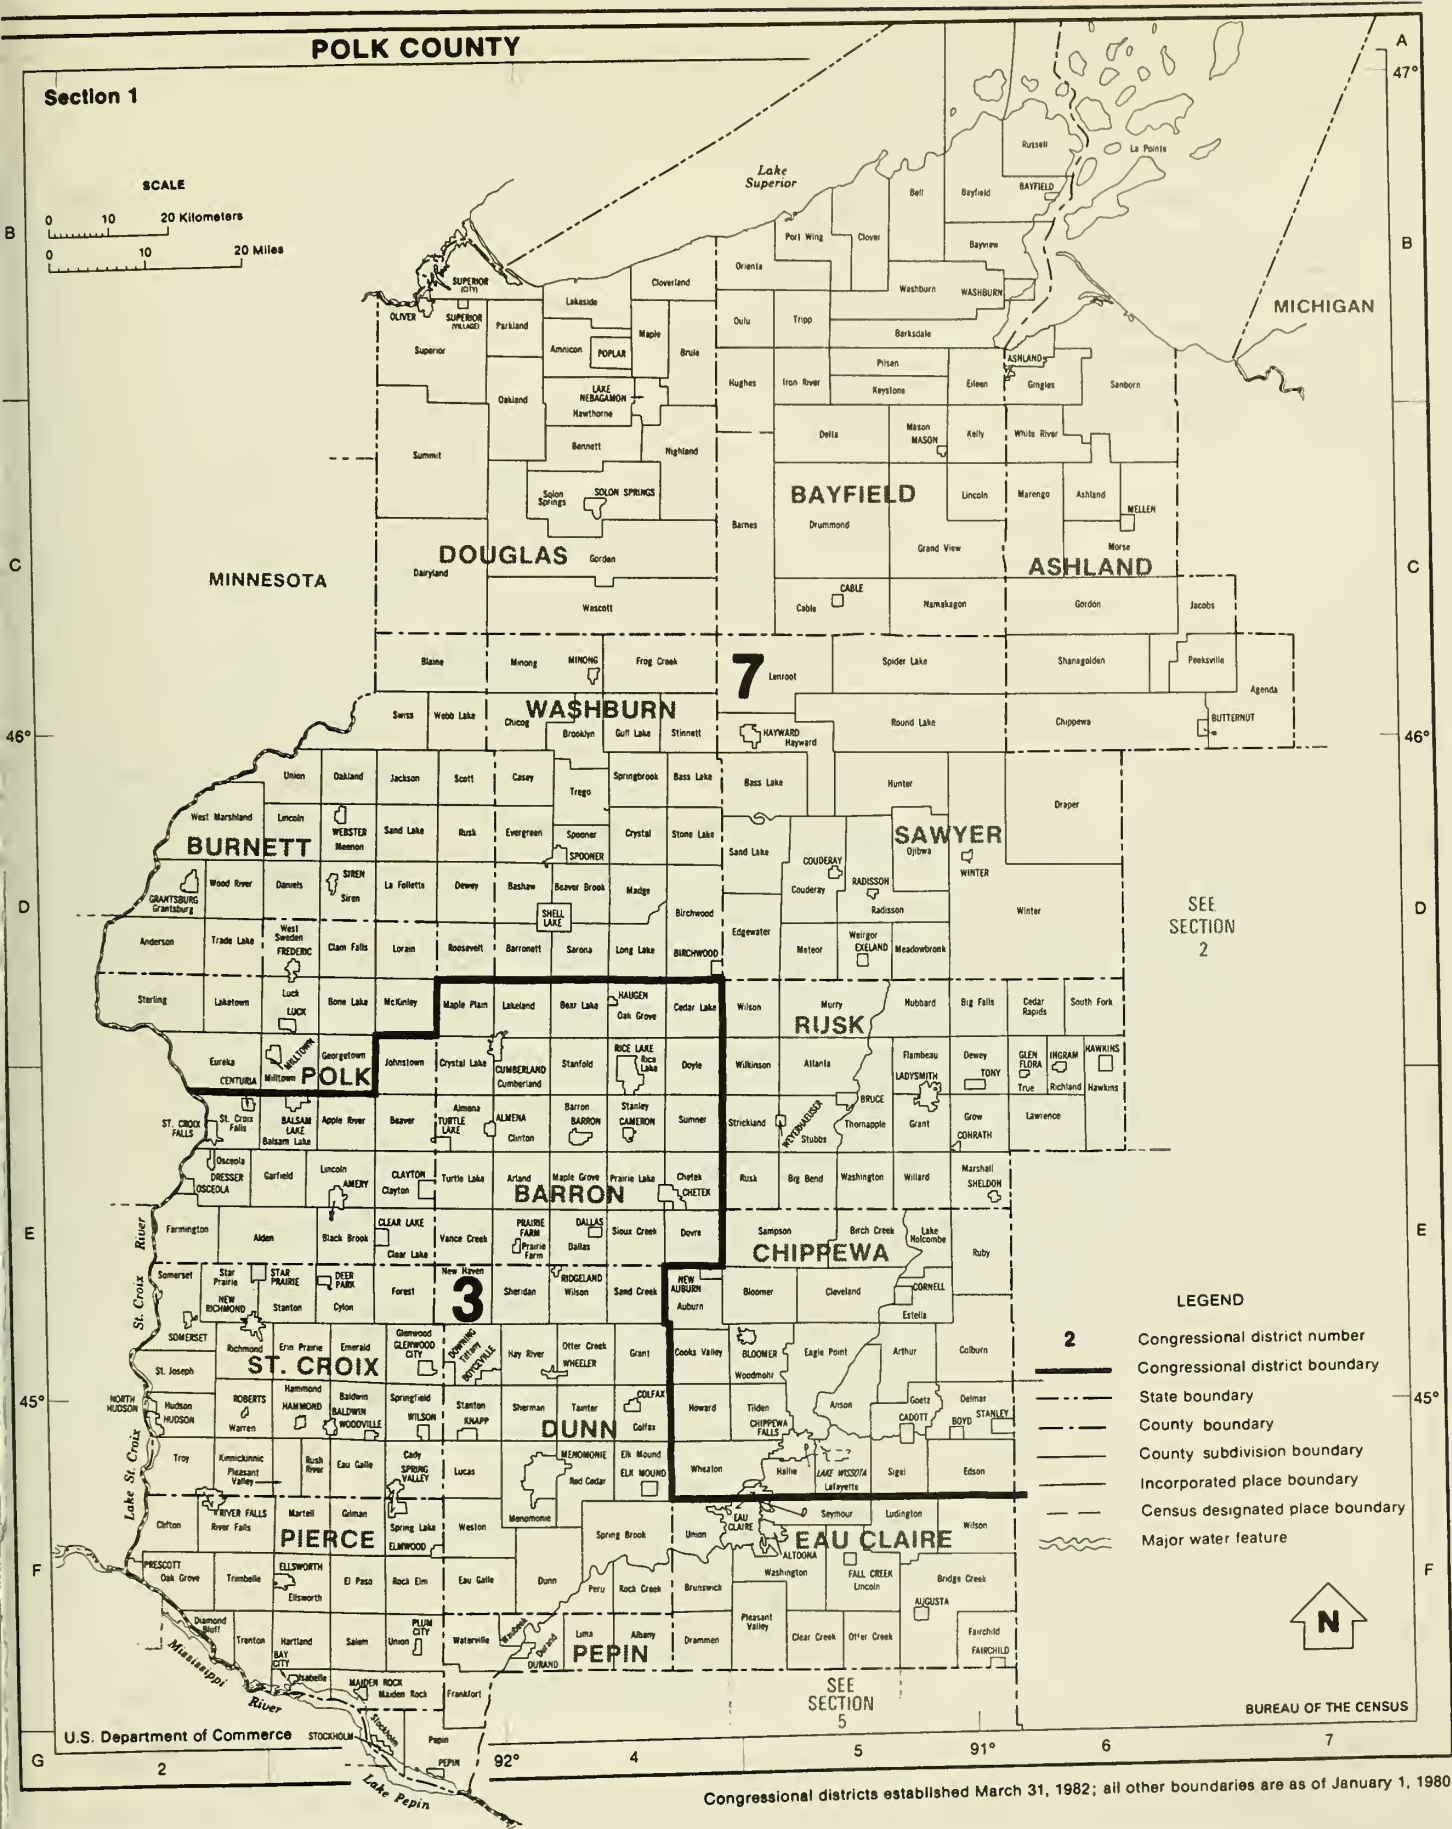 POLK COUNTY
A
47°
Section 1
SCALE
0 10 20 Kilometers
0 10 20 Miles
Lake
Superior
Russell
La Pointe
Bell
Bayfield
BAYFIELD
B
Port Wing
Clover
Bayview
B
Orienta
SUPERIOR
(CITY)
Cloverland
Lakeside
Washburn
WASHBURN
MICHIGAN
OLIVER
SUPERIOR
(VILLAGE)
Parkland
Maple
Dulu
Tripp
Barksdale
Superior
Amnicon
POPLAR
Brule
Pilsen
ASHLAND
Hughes
Iron River
Keystone
Eileen
Gingles
Sanborn
LAKE
NEBAGAMON
Oakland
Hawthorne
Delta
Mason
MASON
Kelly
White River
Summit
Bennett
Highland
Solon
Springs
SOLON SPRINGS
BAYFIELD
Lincoln
Marengo
Ashland
MELLEN
Barnes
Drummond
Grand View
Morse
C
DOUGLAS
Gordon
ASHLAND
C
MINNESOTA
Dairyland
Wascott
Cable
CABLE
Namakagon
Gordon
Jacobs
Blaine
Minong
MINONG
Frog Creek
7
Lenroot
Spider Lake
Shanagolden
Peeksville
Agenda
Swiss
Webb Lake
Chicog
WASHBURN
Brooklyn
Gull Lake
Stinnett
HAYWARD
Hayward
Round Lake
Chippewa
BUTTERNUT
46°
46°
Union
Oakland
Jackson
Scott
Casey
Trego
Springbrook
Bass Lake
Bass Lake
Hunter
Draper
West Marshland
Lincoln
WEBSTER
Meenon
Sand Lake
Rusk
Evergreen
Spooner
SPOONER
Crystal
Stone Lake
Sand Lake
SAWYER
Ojibwa
WINTER
BURNETT
COUDERAY
Couderay
RADISSON
Radisson
Winter
GRANTSBURG
Grantsburg
Wood River
Daniels
SIREN
Siren
La Follette
Dewey
Bashaw
Beaver Brook
Madge
SHELL
LAKE
Birchwood
D
D
SEE
SECTION
2
Anderson
Trade Lake
West
Sweden
FREDERIC
Clam Falls
Lorain
Roosevelt
Barronett
Sarona
Long Lake
BIRCHWOOD
Edgewater
Meteor
Weirgor
EXELAND
Meadowbrook
Sterling
Laketown
Luck
LUCK
Bone Lake
McKinley
Maple Plain
Lakeland
Bear Lake
HAUGEN
Oak Grove
Cedar Lake
Wilson
Murry
Hubbard
Big Falls
Cedar
Rapids
South Fork
RUSK
Eureka
CENTURIA
MILLTOWN
Milltown
Georgetown
POLK
Johnstown
Crystal Lake
CUMBERLAND
Cumberland
Stanfold
RICE LAKE
Rice
Lake
Doyle
Wilkinson
Atlanta
Flambeau
LADYSMITH
Dewey
TONY
GLEN
FLORA
True
INGRAM
Richland
HAWKINS
Hawkins
ST. CROIX
FALLS
St. Croix
Falls
BALSAM
LAKE
Balsam Lake
Apple River
Beaver
Almena
TURTLE
LAKE
ALMENA
Clinton
Barron
BARRON
Stanley
CAMERON
Sumner
Strickland
WEYERHAEUSER
Stubbs
BRUCE
Thornapple
Grant
Grow
CONRATH
Lawrence
Osceola
DRESSER
OSCEOLA
Garfield
Lincoln
AMERY
CLAYTON
Clayton
Turtle Lake
Arland
Maple Grove
Prairie Lake
Chetek
CHETEK
BARRON
Rusk
Big Bend
Washington
Willard
Marshall
SHELDON
E
Farmington
Alden
Black Brook
CLEAR LAKE
Clear Lake
Vance Creek
PRAIRIE
FARM
Prairie
Farm
DALLAS
Dallas
Sioux Creek
Dovre
Sampson
Birch Creek
Lake
Holcombe
CHIPPEWA
Ruby
E
St. Croix River
Somerset
Star
Prairie
STAR
PRAIRIE
DEER
PARK
Forest
New Haven
3
Sheridan
RIDGELAND
Wilson
Sand Creek
NEW
AUBURN
Auburn
Bloomer
Cleveland
CORNELL
Estella
NEW
RICHMOND
Stanton
Cylon
SOMERSET
Richmond
Erin Prairie
Emerald
Glenwood
GLENWOOD
CITY
DOWNING
Tiffany
BOYCEVILLE
Hay River
Otter Creek
WHEELER
Grant
Cooks Valley
BLOOMER
Woodmohr
Eagle Point
Arthur
Colburn
ST. CROIX
St. Joseph
NORTH
HUDSON
Hudson
HUDSON
ROBERTS
Warren
Hammond
HAMMOND
Baldwin
BALDWIN
WOODVILLE
Springfield
WILSON
Stanton
KNAPP
Sherman
Tainter
COLFAX
Colfax
DUNN
Howard
Tilden
CHIPPEWA
FALLS
Anson
Goetz
CADOTT
Delmar
BOYD
STANLEY
45°
45°
Lake St. Croix
Troy
Kinnickinnic
Pleasant
Valley
Rush
River
Eau Galle
Cady
SPRING
VALLEY
Lucas
MENOMONIE
Red Cedar
Elk Mound
ELK MOUND
Wheaton
Hallie
LAKE WISSOTA
Lafayette
Sigel
Edson
Clifton
RIVER FALLS
River Falls
Martell
Gilman
PIERCE
Spring Lake
ELMWOOD
Weston
Menomonie
Spring Brook
Union
EAU
CLAIRE
Seymour
Ludington
Wilson
EAU CLAIRE
ALTOONA
Washington
F
F
PRESCOTT
Oak Grove
Trimbelle
ELLSWORTH
Ellsworth
El Paso
Rock Elm
Eau Galle
Dunn
Peru
Rock Creek
Brunswick
FALL CREEK
Lincoln
Bridge Creek
AUGUSTA
Diamond
Bluff
Trenton
Hartland
Salem
Union
PLUM
CITY
Waterville
Waubeek
Durand
DURAND
Lima
Albany
PEPIN
Drammen
Pleasant
Valley
Clear Creek
Otter Creek
Fairchild
FAIRCHILD
Mississippi
River
BAY
CITY
Isabelle
MAIDEN ROCK
Maiden Rock
Frankfort
SEE
SECTION
5
LEGEND
2 Congressional district number
Congressional district boundary
State boundary
County boundary
County subdivision boundary
Incorporated place boundary
Census designated place boundary
Major water feature
N
BUREAU OF THE CENSUS
U.S. Department of Commerce
STOCKHOLM
Stockholm
Pepin
PEPIN
Lake Pepin
G
2
92°
4
5
91°
6
7
Congressional districts established March 31, 1982; all other boundaries are as of January 1, 1980